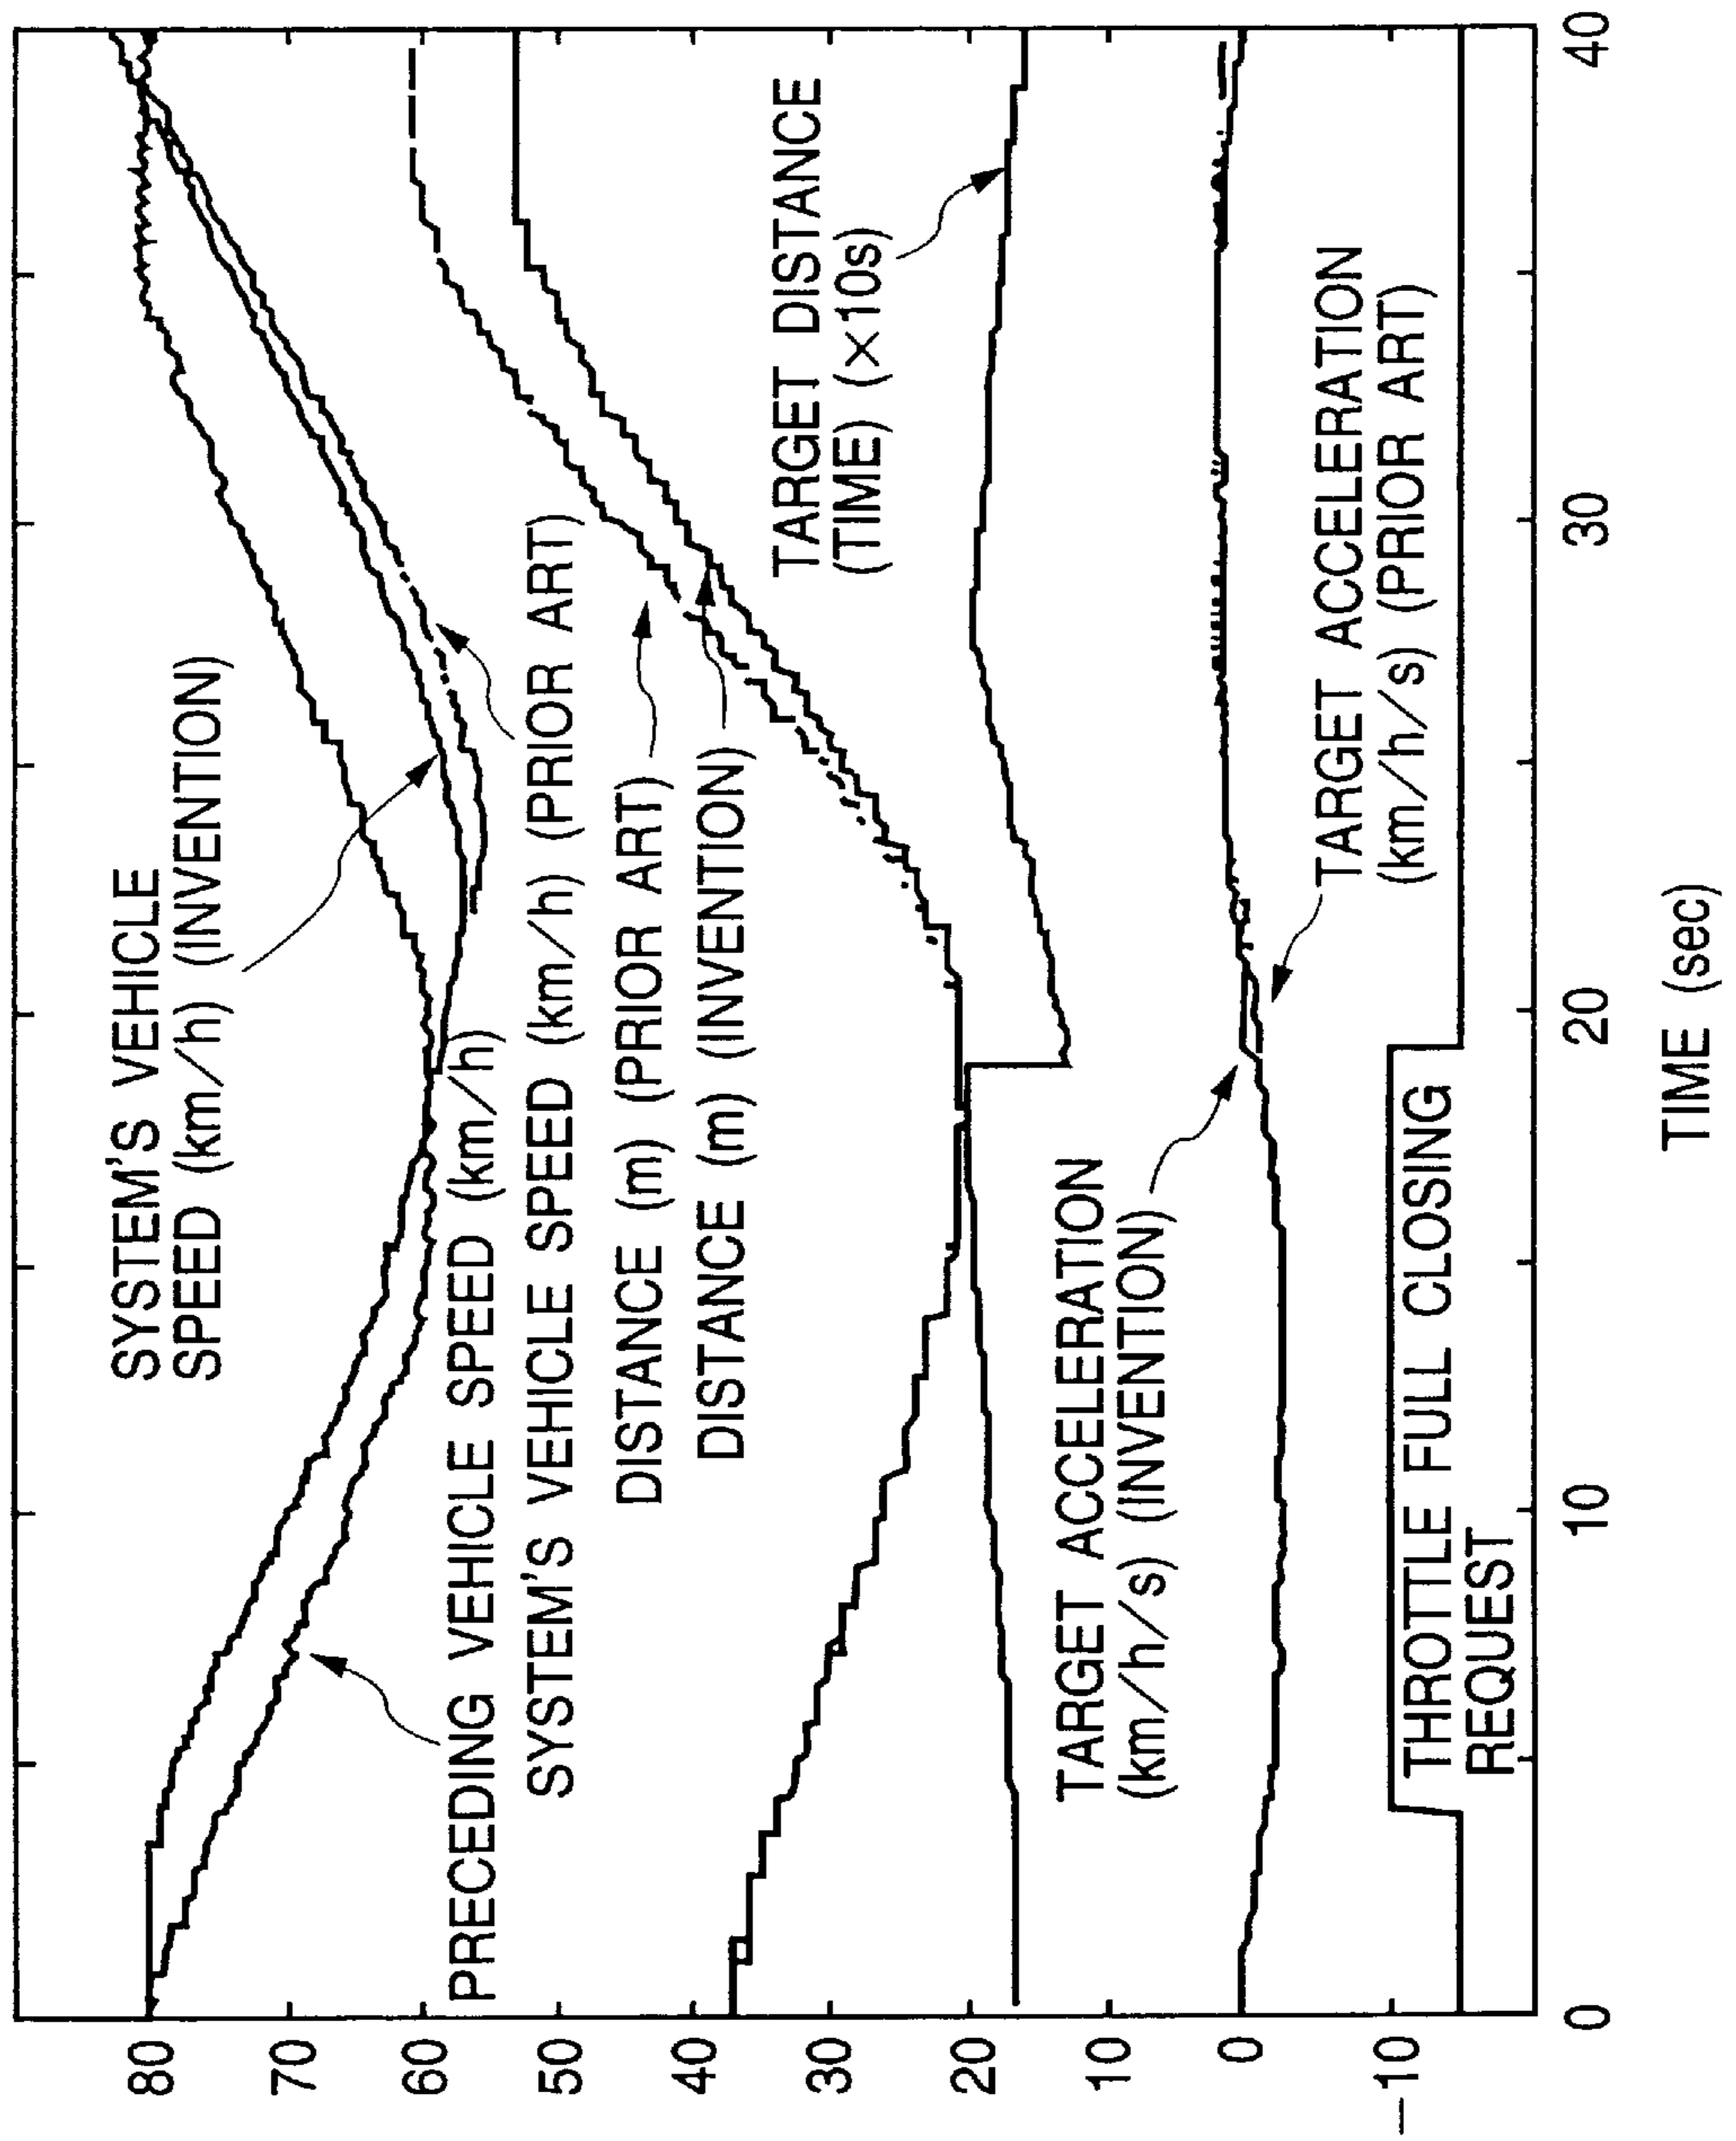 SYSTEM'S VEHICLE
SPEED (km/h) (INVENTION)
PRECEDING VEHICLE SPEED (km/h)
SYSTEM'S VEHICLE SPEED (km/h) (PRIOR ART)
DISTANCE (m) (PRIOR ART)
DISTANCE (m) (INVENTION)
TARGET DISTANCE
(TIME) (×10s)
TARGET ACCELERATION
(km/h/s) (INVENTION)
TARGET ACCELERATION
(km/h/s) (PRIOR ART)
THROTTLE FULL CLOSING
REQUEST
80
70
60
50
40
30
20
10
0
−10
0
10
20
30
40
TIME (sec)